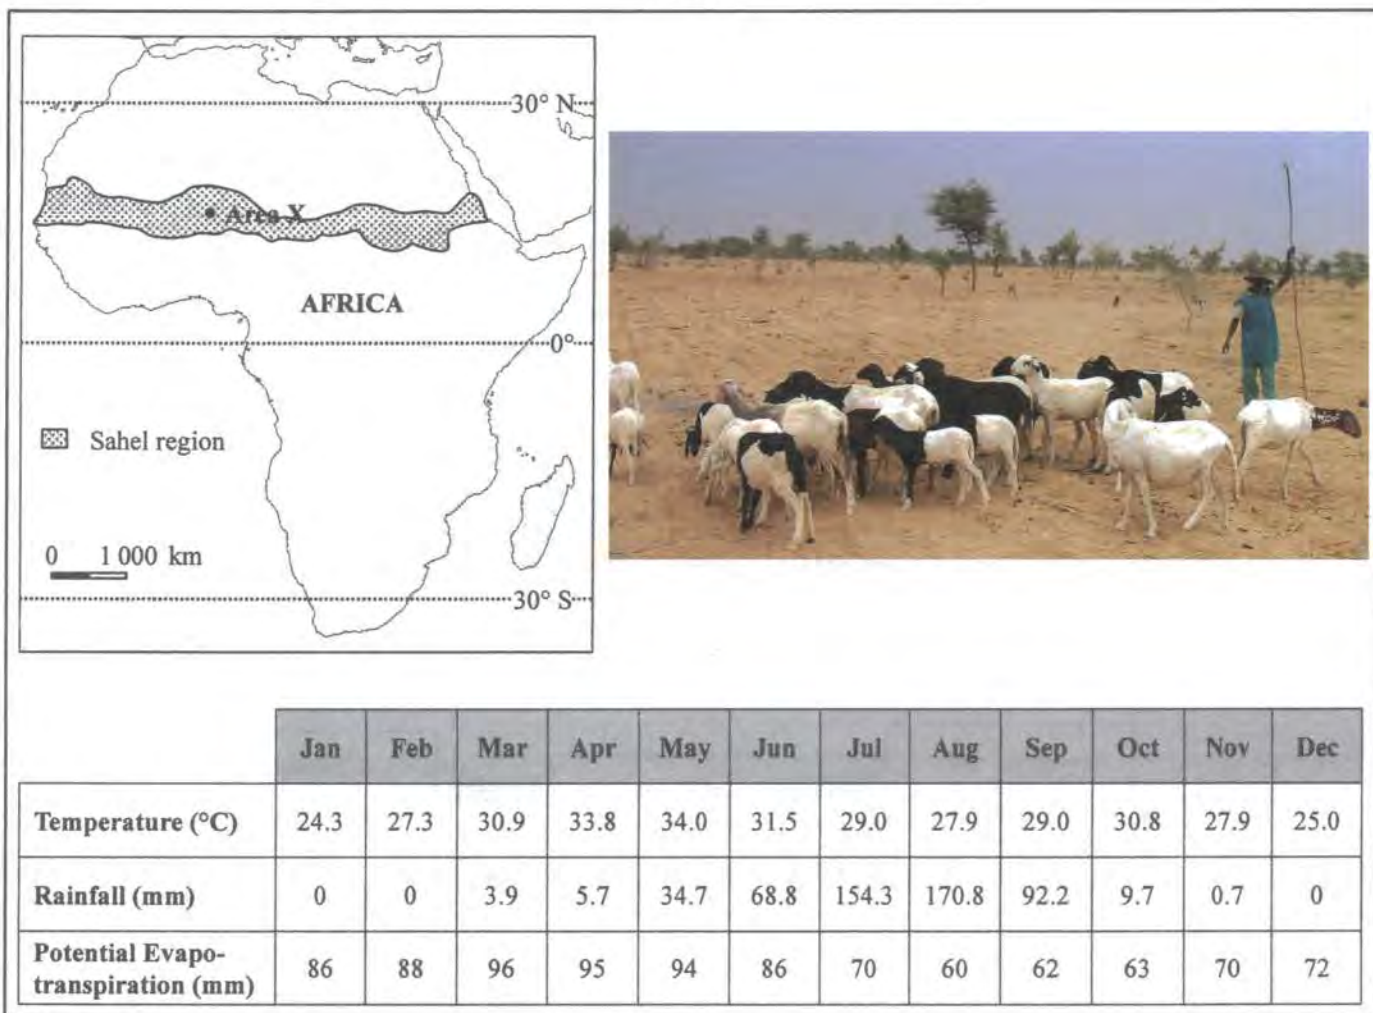 30° N
Area X
AFRICA
0°
Sahel region
0 1 000 km
30° S
Jan Feb Mar Apr May Jun Jul Aug Sep Oct Nov Dec
Temperature (°C) 24.3 27.3 30.9 33.8 34.0 31.5 29.0 27.9 29.0 30.8 27.9 25.0
Rainfall (mm) 0 0 3.9 5.7 34.7 68.8 154.3 170.8 92.2 9.7 0.7 0
Potential Evapo-
transpiration (mm) 86 88 96 95 94 86 70 60 62 63 70 72